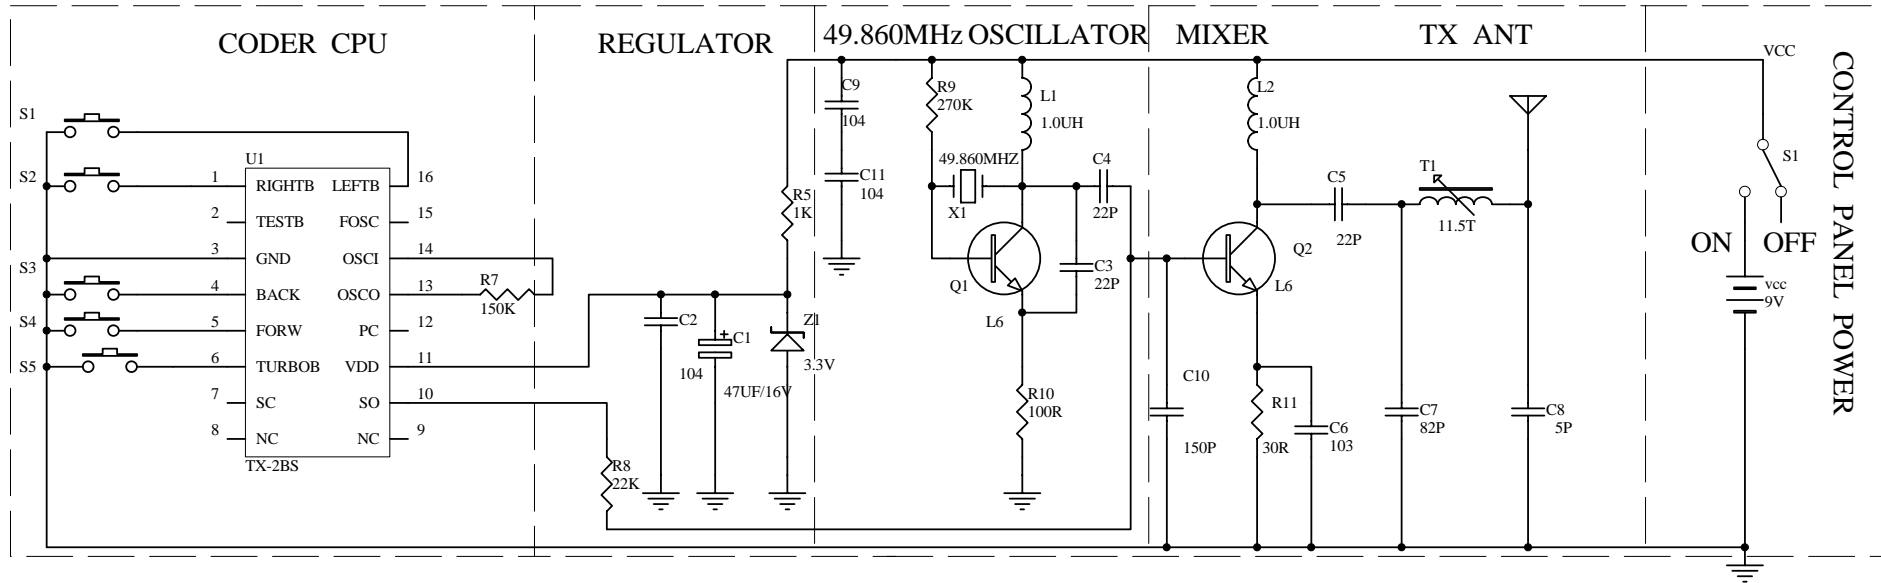 CODER CPU
REGULATOR
49.860MHz OSCILLATOR
MIXER
TX ANT
CONTROL PANEL POWER
S1
S2
S3
S4
S5
U1
1 RIGHTB LEFTB 16
2 TESTB FOSC 15
3 GND OSCI 14
4 BACK OSCO 13
5 FORW PC 12
6 TURBOB VDD 11
7 SC SO 10
8 NC NC 9
TX-2BS
R7
150K
R8
22K
R5
1K
C2
104
+
C1
47UF/16V
Z1
3.3V
C9
104
C11
104
R9
270K
L1
1.0UH
49.860MHZ
X1
C4
22P
Q1
C3
22P
L6
R10
100R
L2
1.0UH
Q2
L6
C10
150P
R11
30R
C6
103
C5
22P
T1
11.5T
C7
82P
C8
5P
VCC
S1
ON OFF
vcc
9V